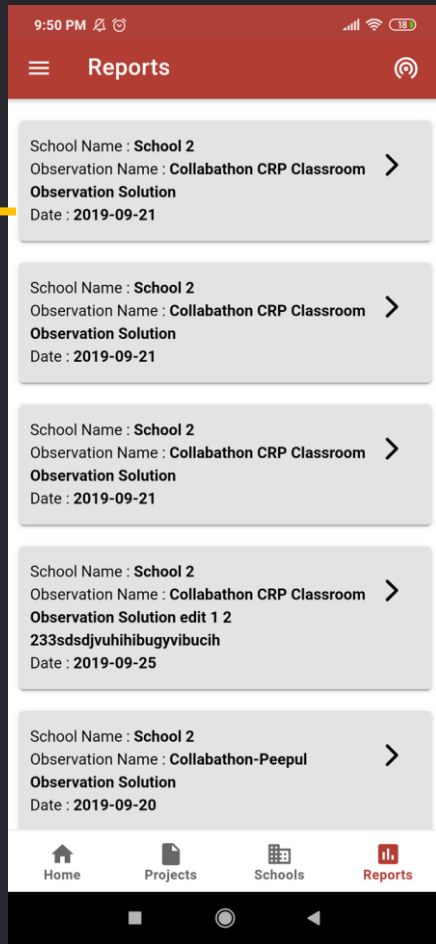 9:50 PM
18
Reports
School Name : School 2
Observation Name : Collabathon CRP Classroom
Observation Solution
Date : 2019-09-21
School Name : School 2
Observation Name : Collabathon CRP Classroom
Observation Solution
Date : 2019-09-21
School Name : School 2
Observation Name : Collabathon CRP Classroom
Observation Solution
Date : 2019-09-21
School Name : School 2
Observation Name : Collabathon CRP Classroom
Observation Solution edit 1 2
233sdsdjvuhihibugyvibucih
Date : 2019-09-25
School Name : School 2
Observation Name : Collabathon-Peepul
Observation Solution
Date : 2019-09-20
Home Projects Schools Reports